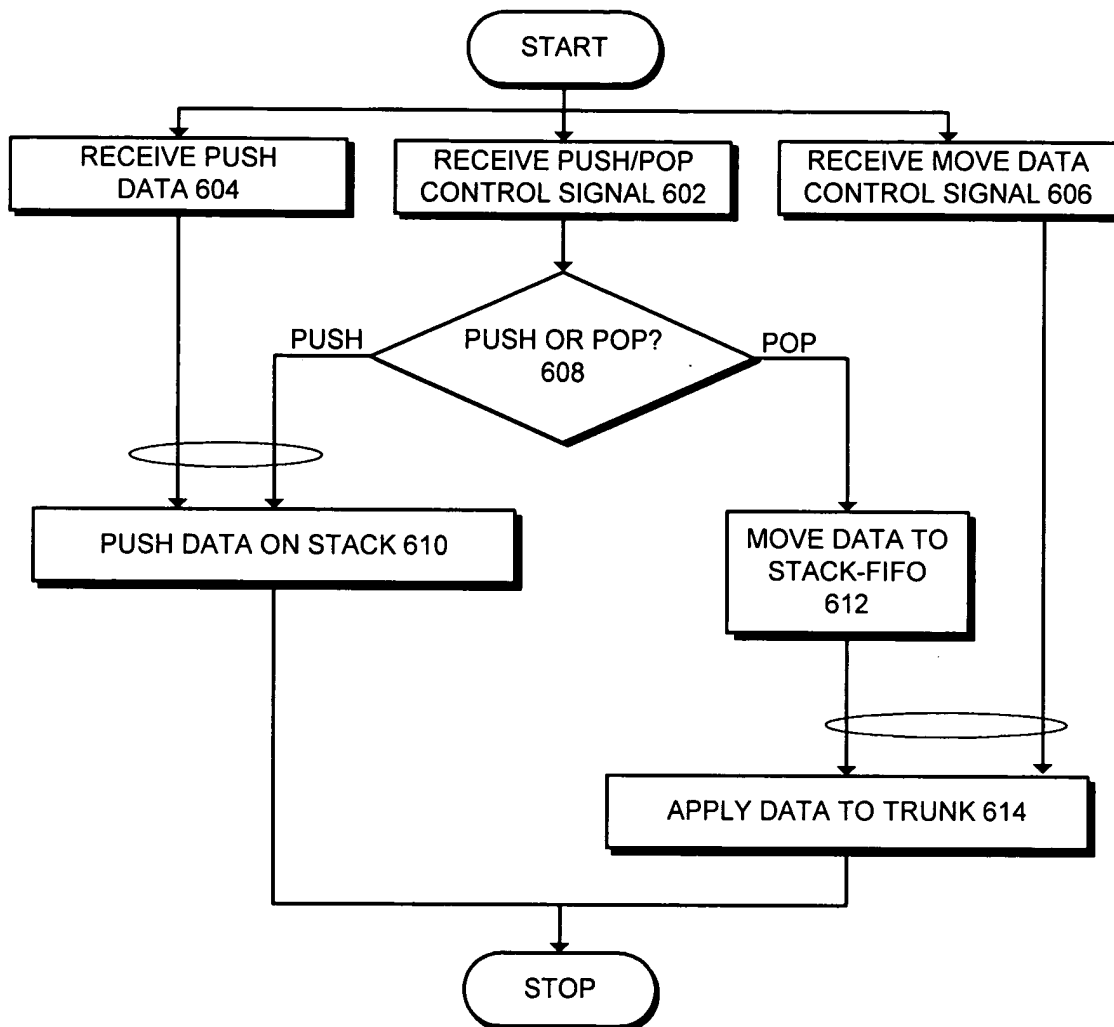 START
RECEIVE PUSH
DATA 604
RECEIVE PUSH/POP
CONTROL SIGNAL 602
RECEIVE MOVE DATA
CONTROL SIGNAL 606
PUSH
PUSH OR POP?
608
POP
PUSH DATA ON STACK 610
MOVE DATA TO
STACK-FIFO
612
APPLY DATA TO TRUNK 614
STOP